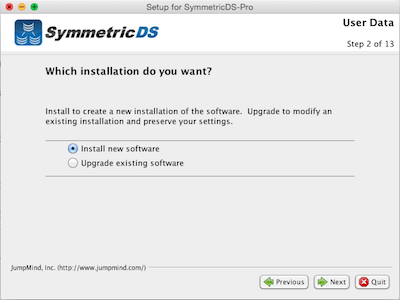 Setup for SymmetricDS-Pro
SymmetricDS
User Data
Step 2 of 13
Which installation do you want?
Install to create a new installation of the software.  Upgrade to modify an
existing installation and preserve your settings.
Install new software
Upgrade existing software
JumpMind, Inc. (http://www.jumpmind.com/)
Previous
Next
Quit